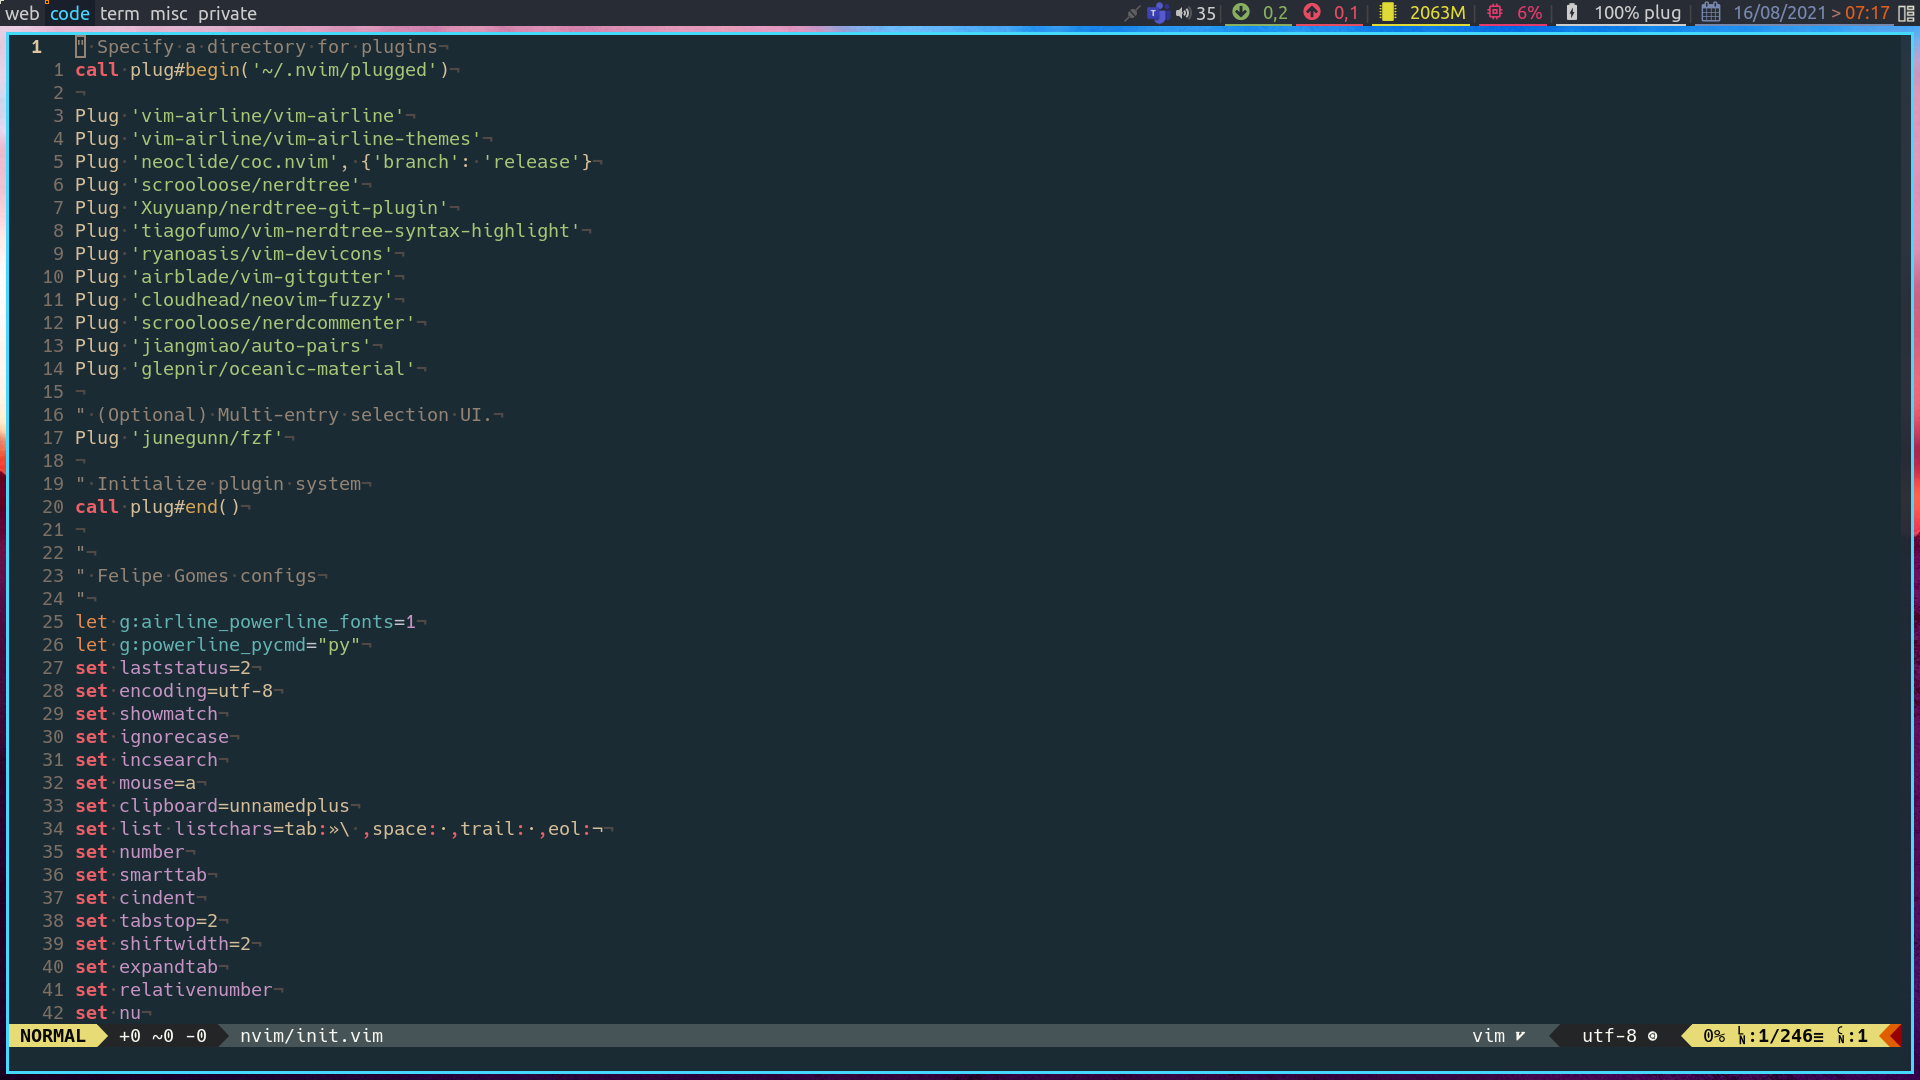 web code term misc private 35 0,2 0,1 2063M 6% 100% plug 16/08/2021 > 07:17
1 " Specify·a·directory·for·plugins¬
1 call·plug#begin('~/.nvim/plugged')¬
2 ¬
3 Plug·'vim-airline/vim-airline'¬
4 Plug·'vim-airline/vim-airline-themes'¬
5 Plug·'neoclide/coc.nvim',·{'branch':·'release'}¬
6 Plug·'scrooloose/nerdtree'¬
7 Plug·'Xuyuanp/nerdtree-git-plugin'¬
8 Plug·'tiagofumo/vim-nerdtree-syntax-highlight'¬
9 Plug·'ryanoasis/vim-devicons'¬
10 Plug·'airblade/vim-gitgutter'¬
11 Plug·'cloudhead/neovim-fuzzy'¬
12 Plug·'scrooloose/nerdcommenter'¬
13 Plug·'jiangmiao/auto-pairs'¬
14 Plug·'glepnir/oceanic-material'¬
15 ¬
16 "·(Optional)·Multi-entry·selection·UI.¬
17 Plug·'junegunn/fzf'¬
18 ¬
19 "·Initialize·plugin·system¬
20 call·plug#end()¬
21 ¬
22 "¬
23 "·Felipe·Gomes·configs¬
24 "¬
25 let·g:airline_powerline_fonts=1¬
26 let·g:powerline_pycmd="py"¬
27 set·laststatus=2¬
28 set·encoding=utf-8¬
29 set·showmatch¬
30 set·ignorecase¬
31 set·incsearch¬
32 set·mouse=a¬
33 set·clipboard=unnamedplus¬
34 set·list·listchars=tab:»\·,space:·,trail:·,eol:¬¬
35 set·number¬
36 set·smarttab¬
37 set·cindent¬
38 set·tabstop=2¬
39 set·shiftwidth=2¬
40 set·expandtab¬
41 set·relativenumber¬
42 set·nu¬
NORMAL +0 ~0 -0 nvim/init.vim vim utf-8 0% LN:1/246≡ CN:1